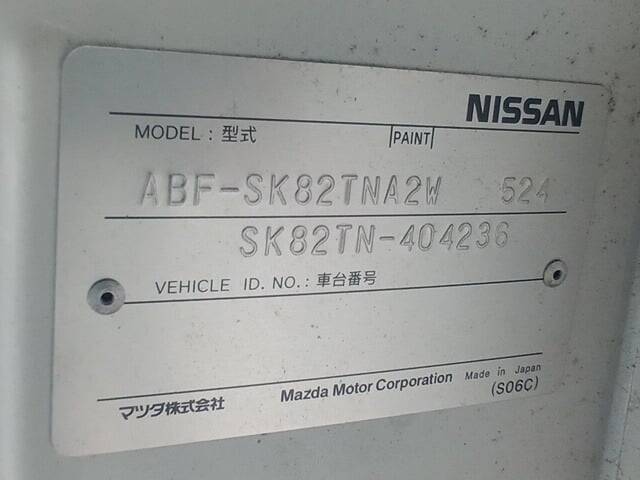 NISSAN
MODEL : 型式 PAINT
ABF-SK82TNA2W 524
SK82TN-404236
VEHICLE ID. NO. : 車台番号
マツダ株式会社 Mazda Motor Corporation Made in Japan
(S06C)